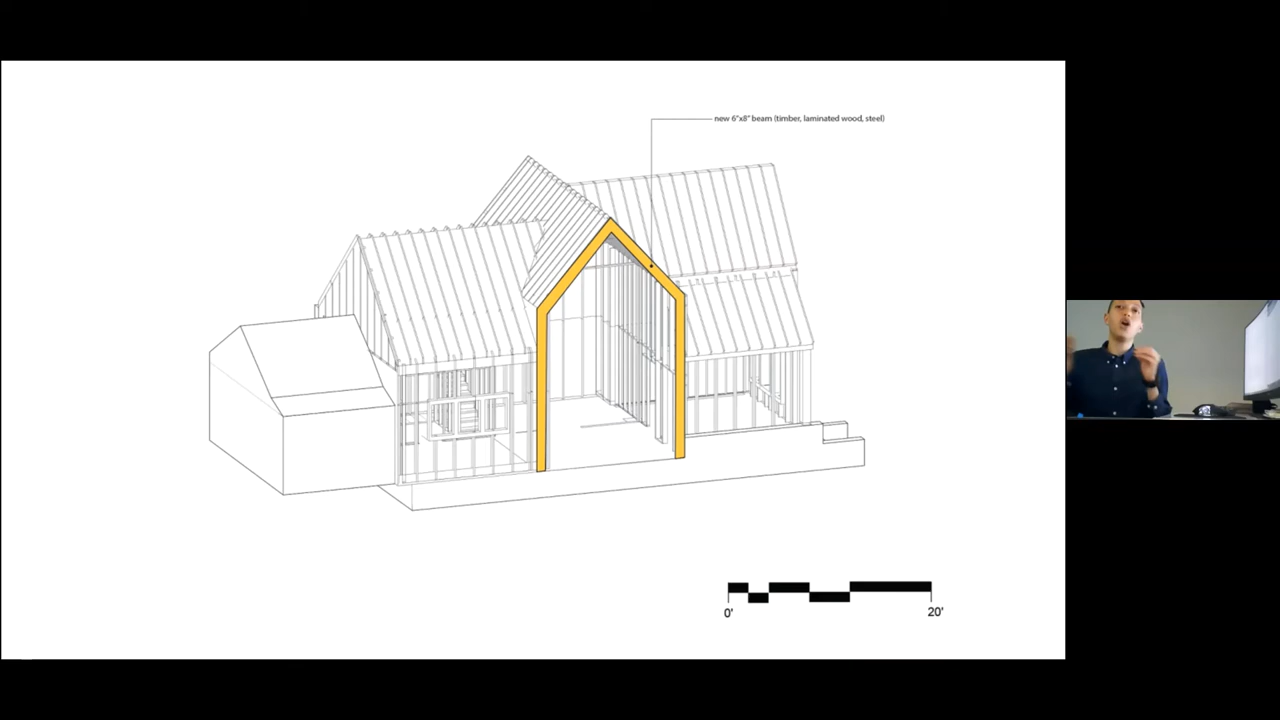 new 6"x8" beam (timber, laminated wood, steel)
0' 20'